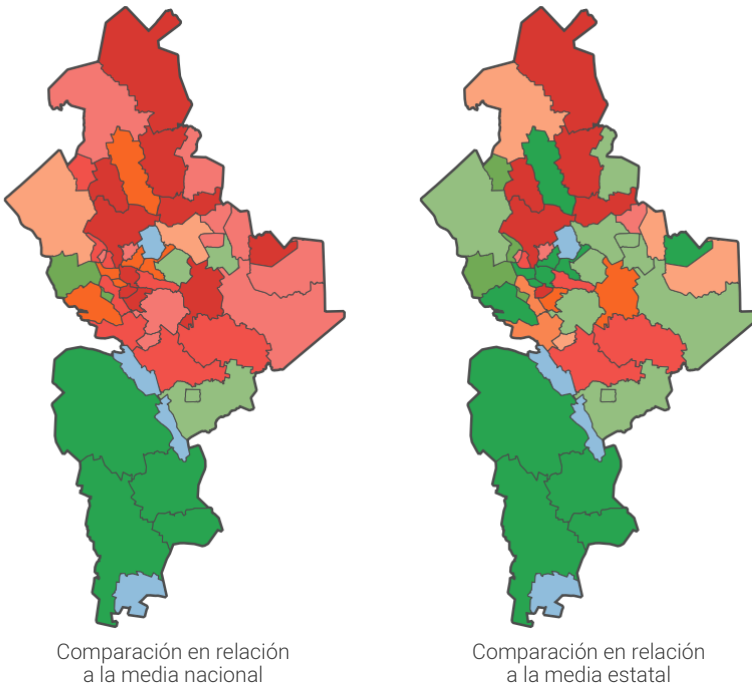 Comparación en relación
a la media nacional
Comparación en relación
a la media estatal